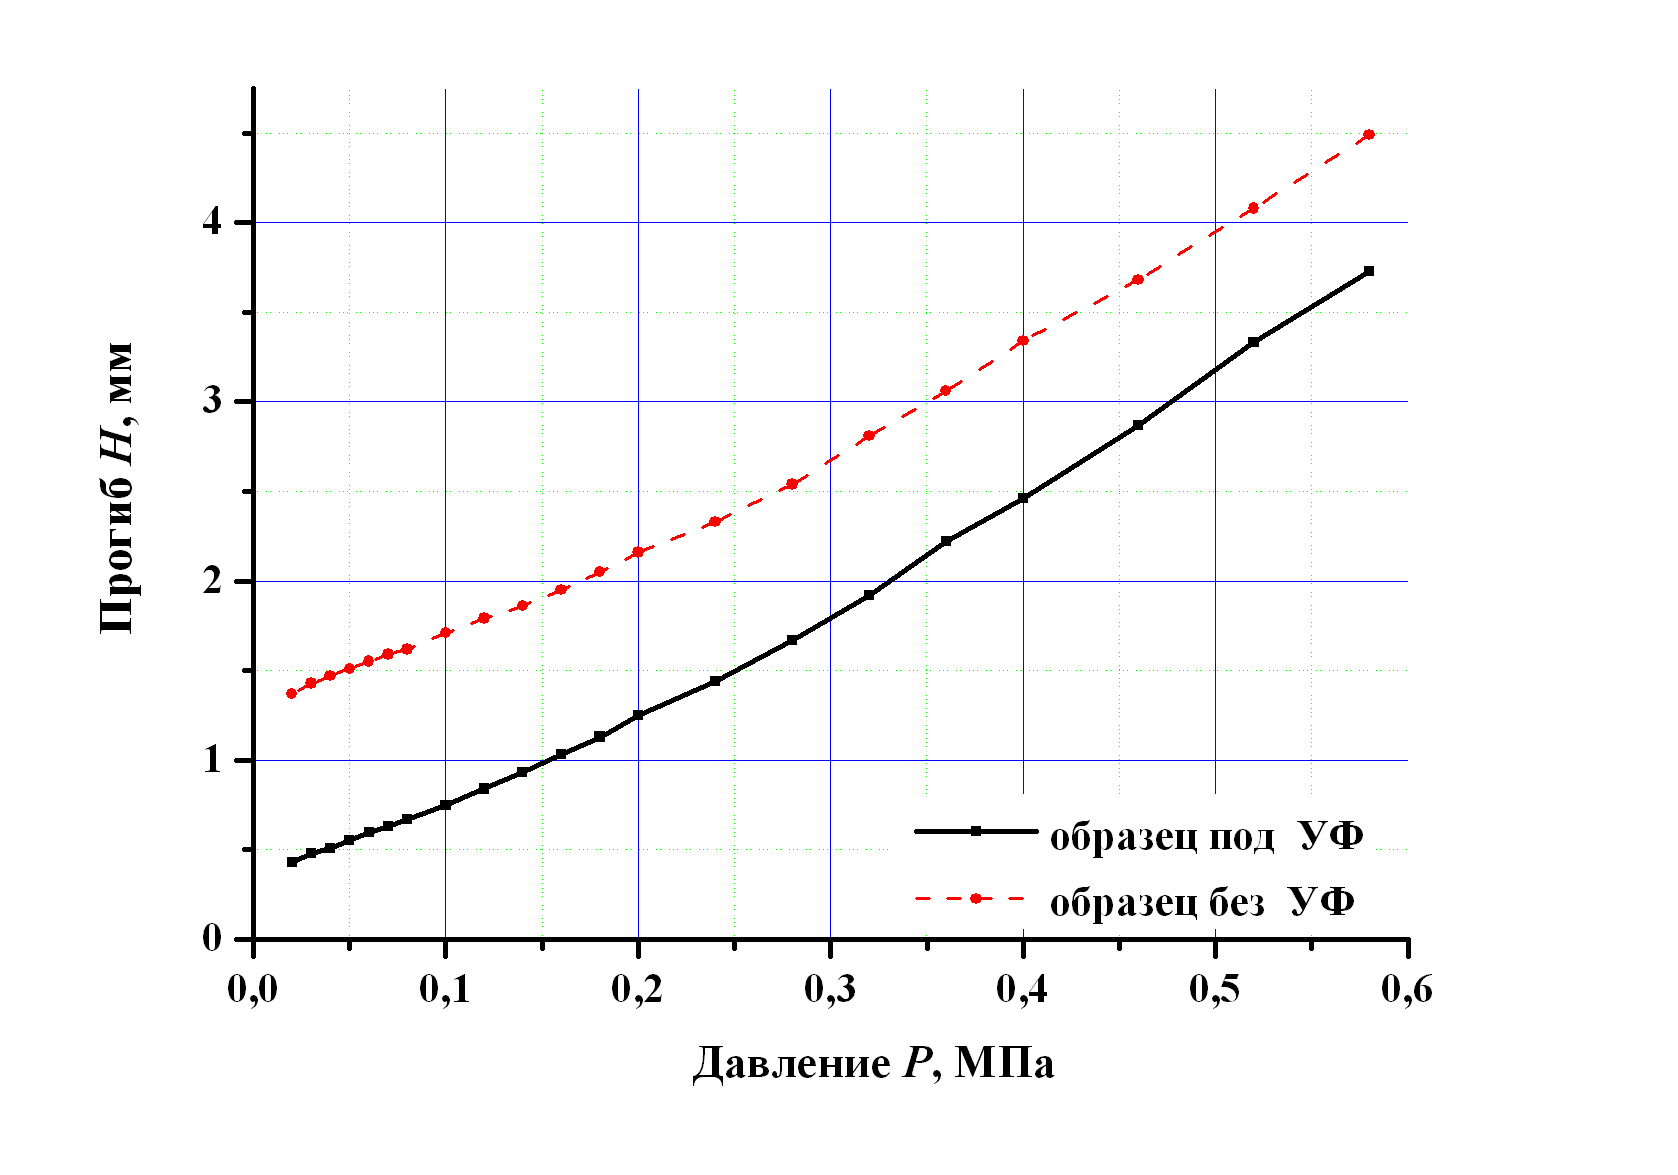 Прогиб H, мм
4
3
2
1
0
0,0 0,1 0,2 0,3 0,4 0,5 0,6
Давление P, МПа
образец под УФ
образец без УФ